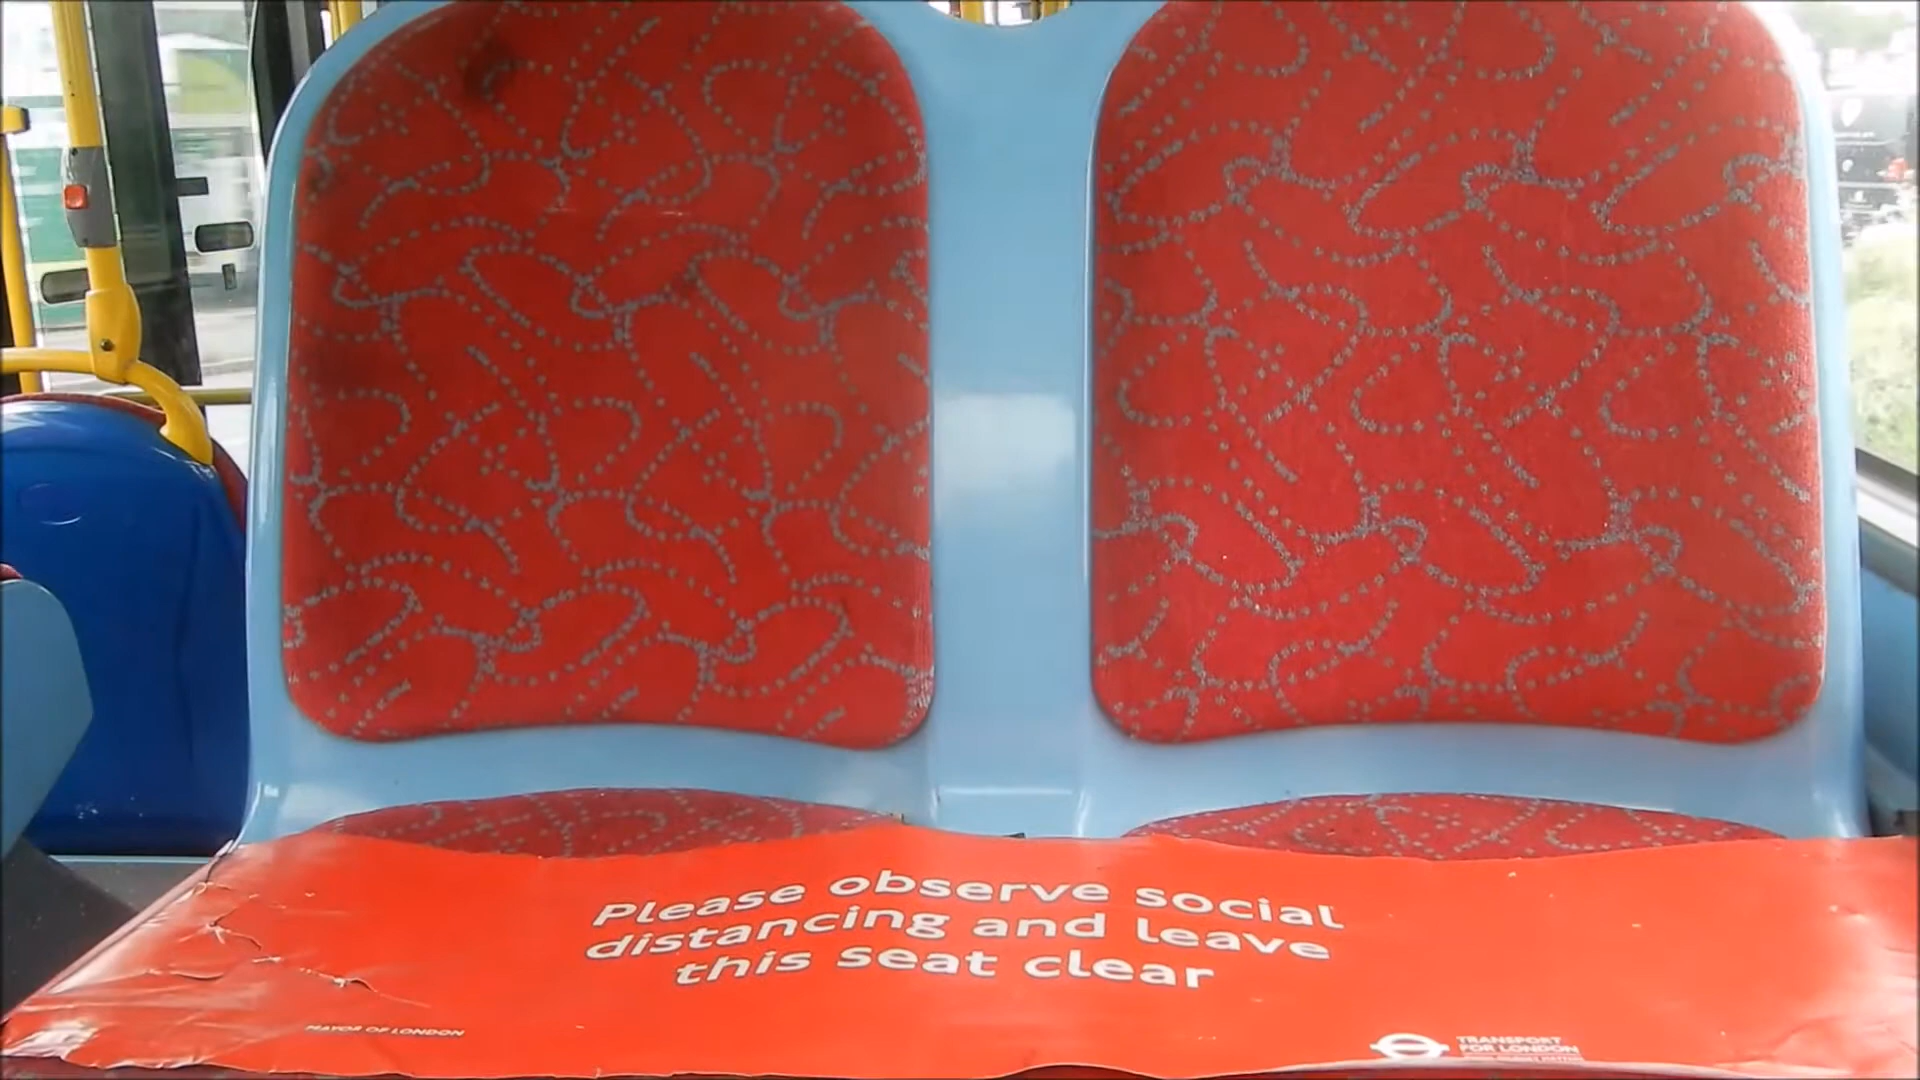 Please observe social
distancing and leave
this seat clear
MAYOR OF LONDON
TRANSPORT
FOR LONDON